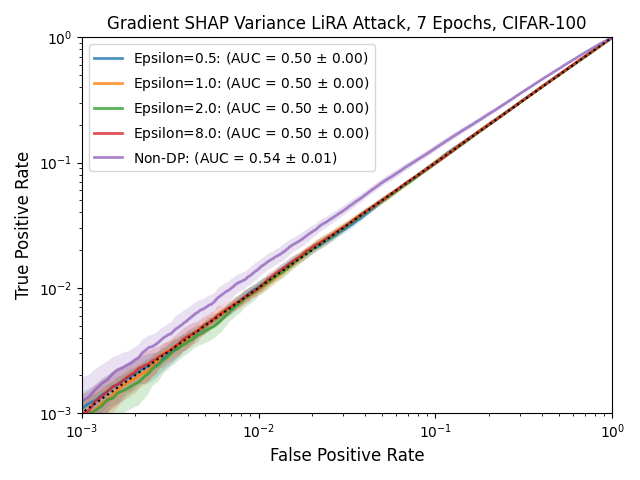 Gradient SHAP Variance LiRA Attack, 7 Epochs, CIFAR-100
Epsilon=0.5: (AUC = 0.50 ± 0.00)
Epsilon=1.0: (AUC = 0.50 ± 0.00)
Epsilon=2.0: (AUC = 0.50 ± 0.00)
Epsilon=8.0: (AUC = 0.50 ± 0.00)
Non-DP: (AUC = 0.54 ± 0.01)
True Positive Rate
10⁰
10⁻¹
10⁻²
10⁻³
10⁻³ 10⁻² 10⁻¹ 10⁰
False Positive Rate